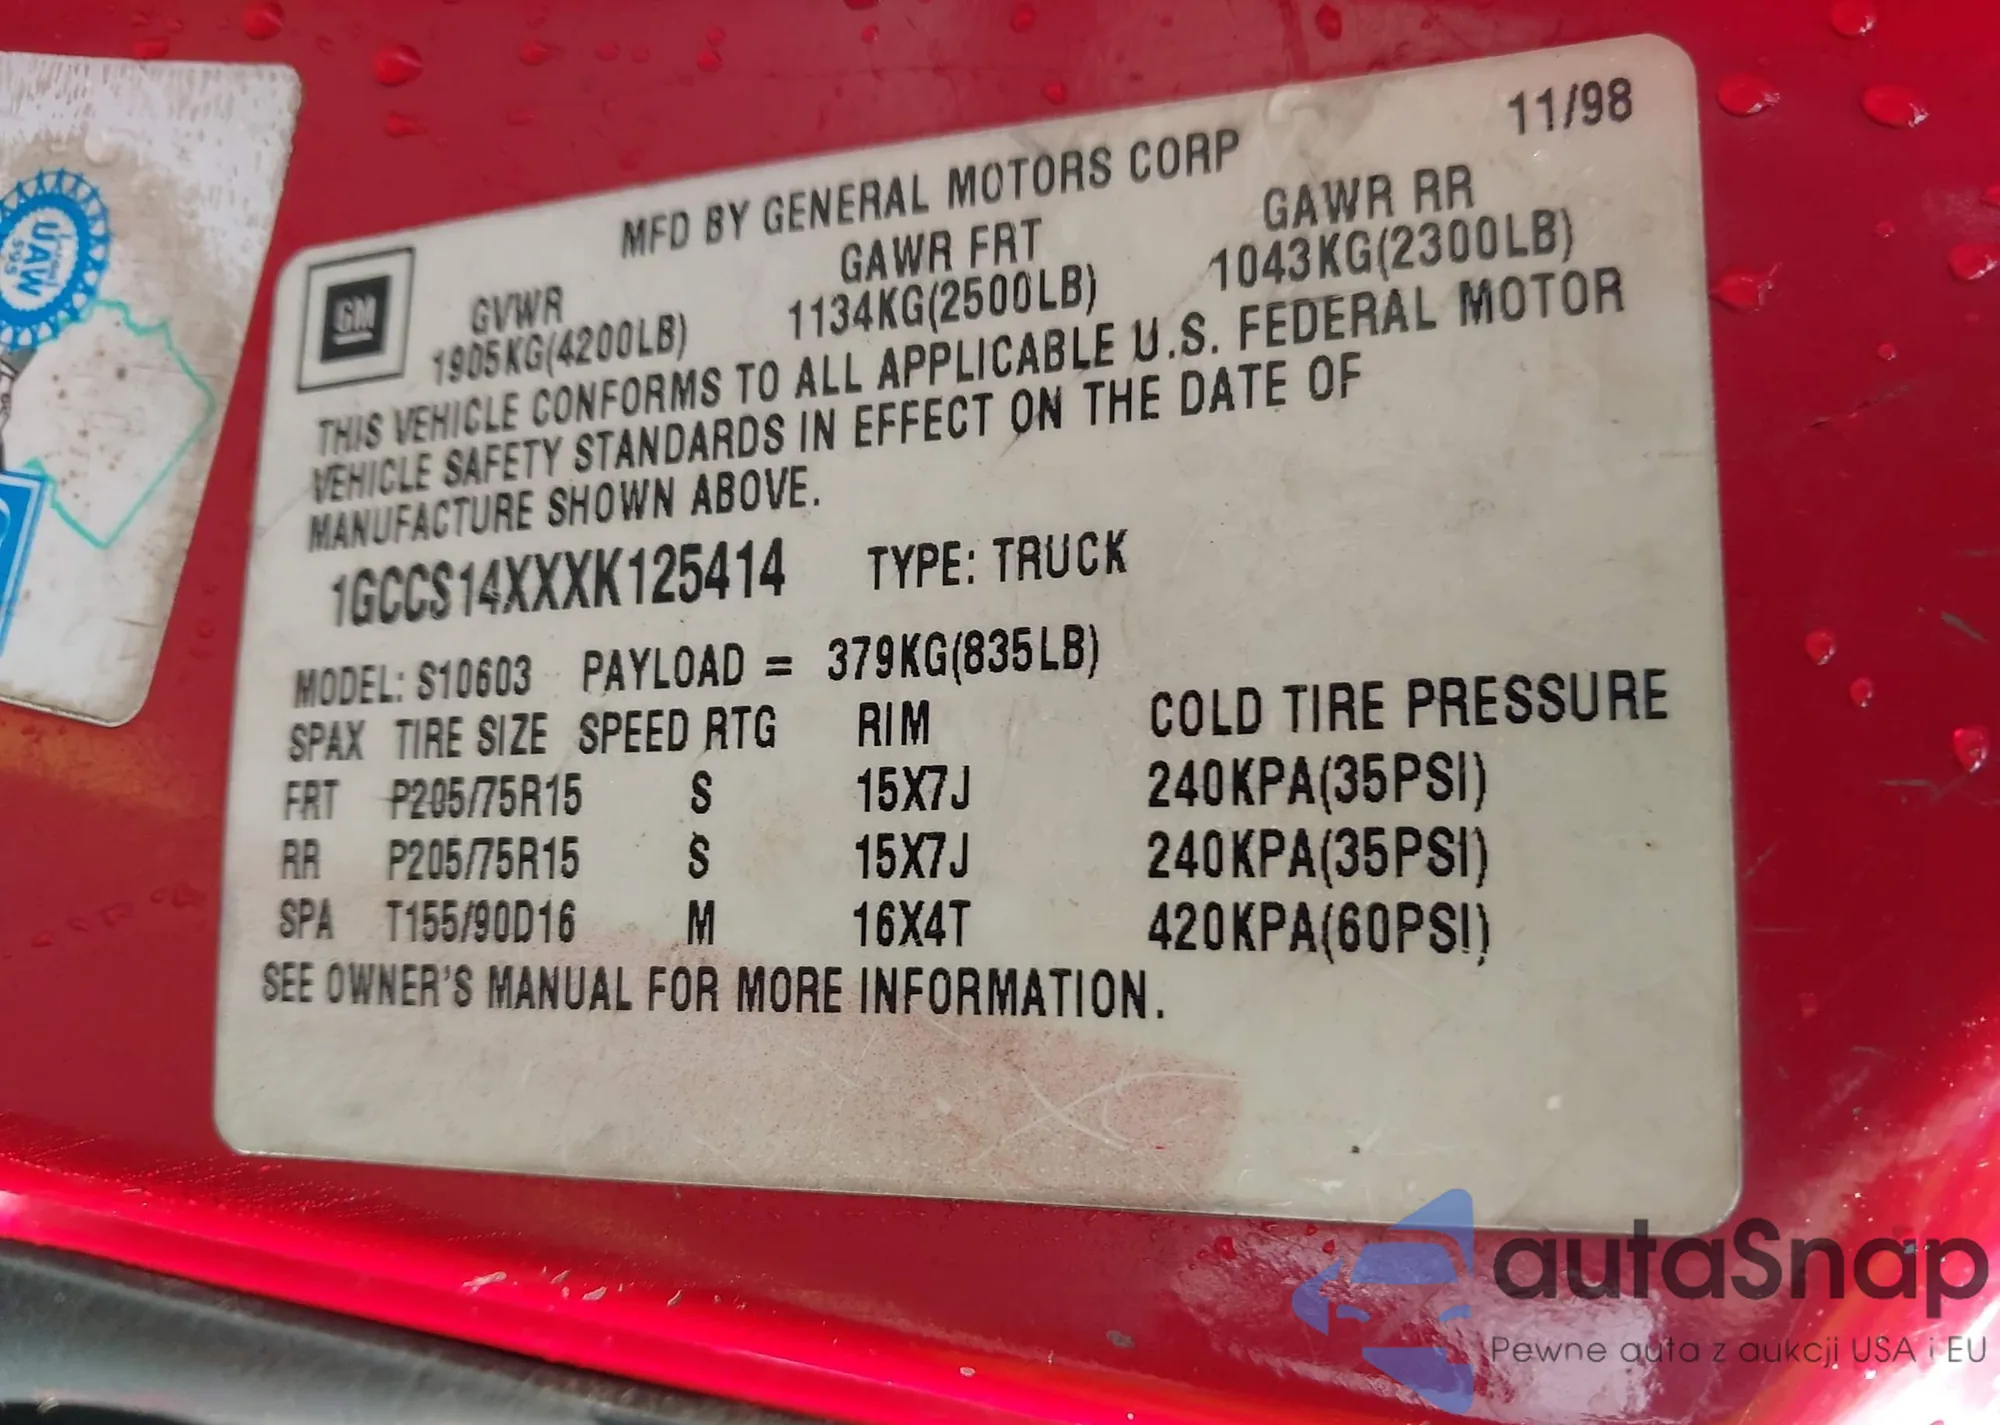 11/98
MFD BY GENERAL MOTORS CORP
GVWR GAWR FRT GAWR RR
1905KG(4200LB) 1134KG(2500LB) 1043KG(2300LB)
THIS VEHICLE CONFORMS TO ALL APPLICABLE U.S. FEDERAL MOTOR
VEHICLE SAFETY STANDARDS IN EFFECT ON THE DATE OF
MANUFACTURE SHOWN ABOVE.
1GCCS14XXXK125414 TYPE: TRUCK
MODEL: S10603 PAYLOAD = 379KG(835LB)
SPAX TIRE SIZE SPEED RTG RIM COLD TIRE PRESSURE
FRT P205/75R15 S 15X7J 240KPA(35PSI)
RR P205/75R15 S 15X7J 240KPA(35PSI)
SPA T155/90D16 M 16X4T 420KPA(60PSI)
SEE OWNER'S MANUAL FOR MORE INFORMATION.
GM
UAW
autoSnap
Pewne auta z aukcji USA i EU